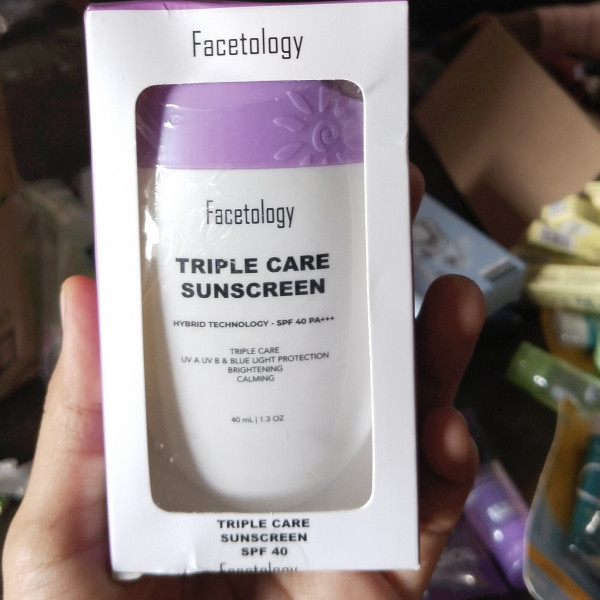 Facetology
Facetology
TRIPLE CARE
SUNSCREEN
HYBRID TECHNOLOGY - SPF 40 PA+++
TRIPLE CARE
UV A UV B & BLUE LIGHT PROTECTION
BRIGHTENING
CALMING
40 mL | 1.3 OZ
TRIPLE CARE
SUNSCREEN
SPF 40
Facetology